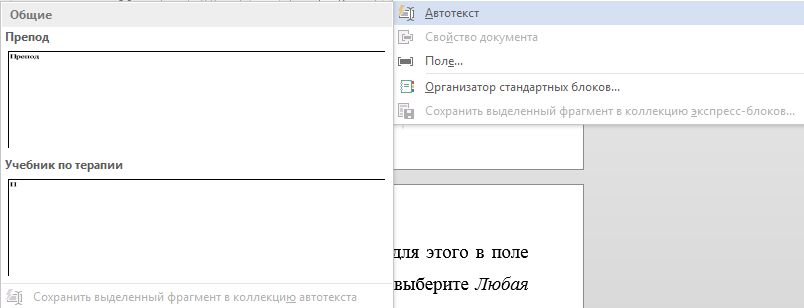 Общие
Препод
Препод
Учебник по терапии
П
Сохранить выделенный фрагмент в коллекцию автотекста
Автотекст
Свойство документа
Поле...
Организатор стандартных блоков...
Сохранить выделенный фрагмент в коллекцию экспресс-блоков...
для этого в поле
выберите Любая